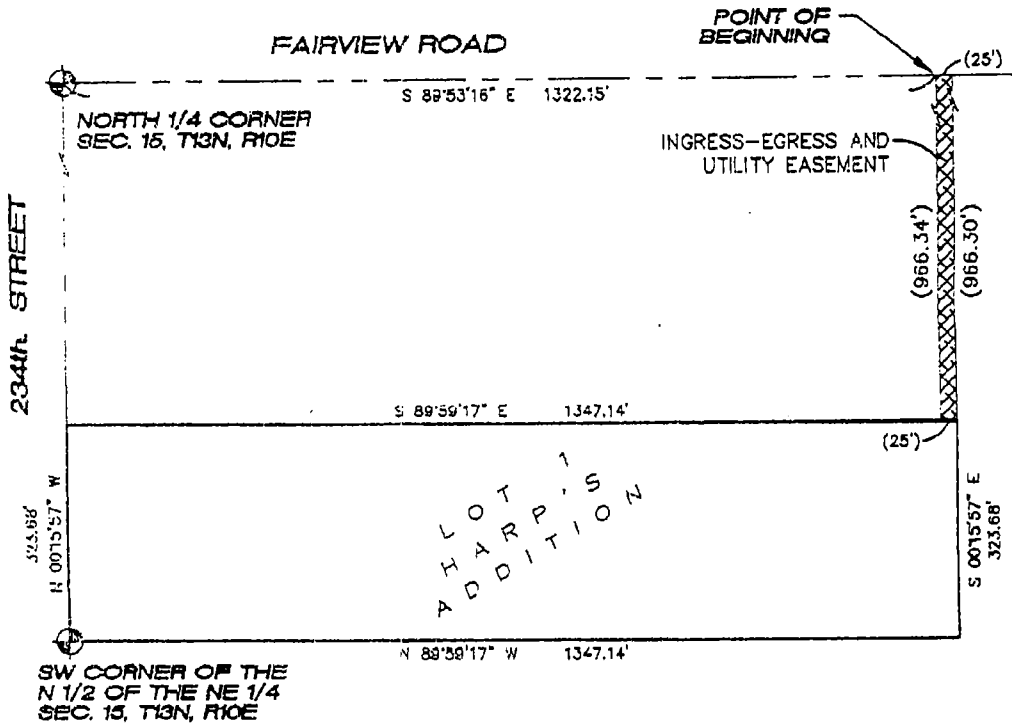 POINT OF
BEGINNING
FAIRVIEW ROAD
(25')
S 89°53'16" E 1322.15'
NORTH 1/4 CORNER
SEC. 15, T13N, R10E
INGRESS-EGRESS AND
UTILITY EASEMENT
234th. STREET
(966.34')
(966.30')
S 89°59'17" E 1347.14'
(25')
LOT 1
HARP'S
ADDITION
323.68'
N 00°15'57" W
S 00°15'57" E
323.68'
N 89°59'17" W 1347.14'
SW CORNER OF THE
N 1/2 OF THE NE 1/4
SEC. 15, T13N, R10E